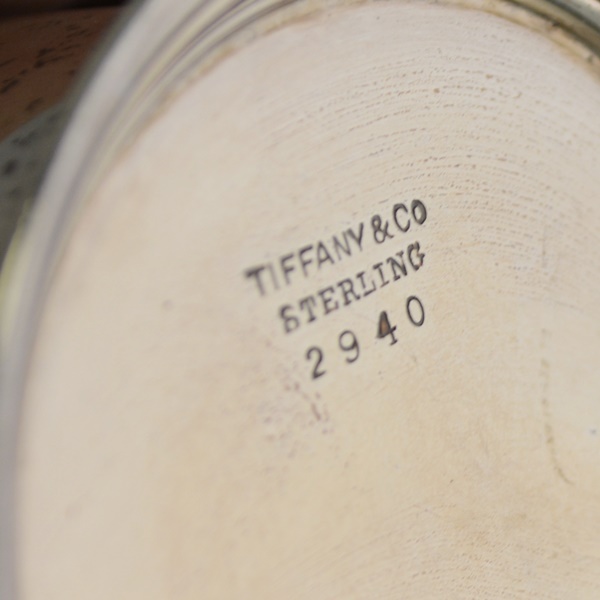 TIFFANY & CO
STERLING
2940